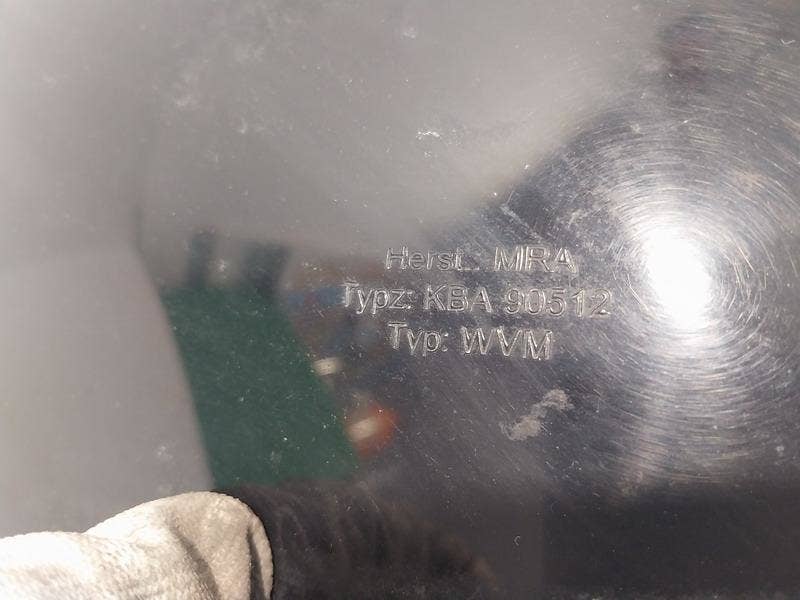 Herst.: MRA
Typz: KBA 90512
Typ: WVM